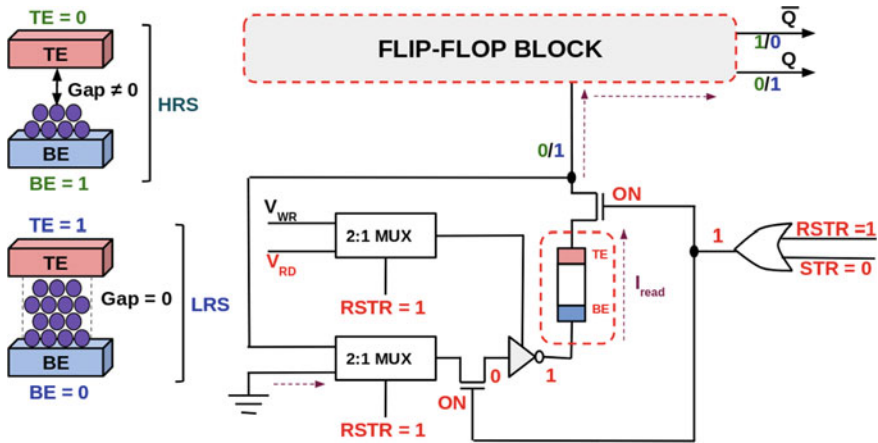 TE = 0
TE
Gap ≠ 0
HRS
BE
BE = 1
TE = 1
TE
Gap = 0
LRS
BE
BE = 0
FLIP-FLOP BLOCK
Q̅
1/0
Q
0/1
0/1
ON
V_WR
2:1 MUX
V_RD
RSTR = 1
TE
BE
I_read
1
RSTR =1
STR = 0
2:1 MUX
0
1
ON
RSTR = 1